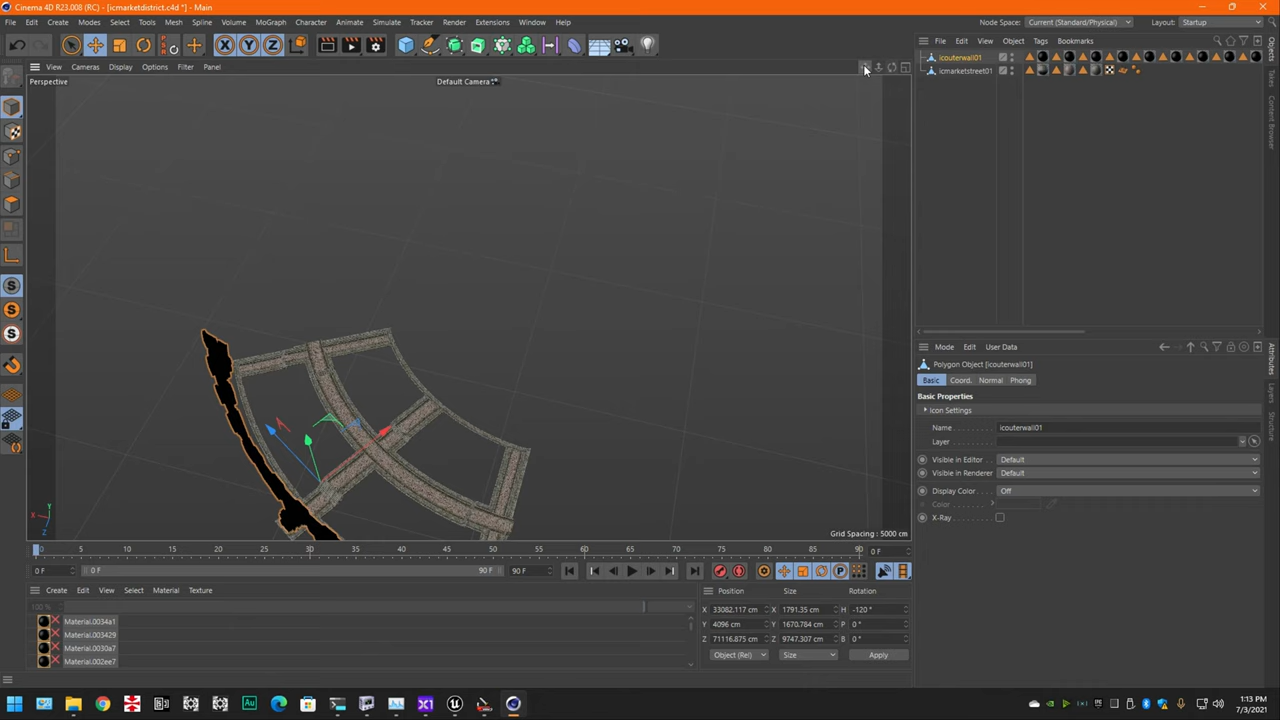 Cinema 4D R23.008 (RC) - [icmarketdistrict.c4d *] - Main
File Edit Create Modes Select Tools Mesh Spline Volume MoGraph Character Animate Simulate Tracker Render Extensions Window Help
Node Space: Current (Standard/Physical) Layout: Startup
View Cameras Display Options Filter Panel
File Edit View Object Tags Bookmarks
icouterwall01
icmarketstreet01
Perspective
Default Camera
Grid Spacing : 5000 cm
Mode Edit User Data
Polygon Object [icouterwall01]
Basic Coord. Normal Phong
Basic Properties
Icon Settings
Name icouterwall01
Layer
Visible in Editor Default
Visible in Renderer Default
Display Color Off
Color
X-Ray
Objects
Takes
Content Browser
Attributes
Layers
Structure
X Y Z
0 5 10 15 20 25 30 35 40 45 50 55 60 65 70 75 80 85 90 0 F
0 F 0 F 90 F 90 F
Create Edit View Select Material Texture
100 %
Material.0034a1
Material.003429
Material.0030a7
Material.002ee7
Position Size Rotation
X 33082.117 cm X 1791.35 cm H -120 °
Y 4096 cm Y 1670.784 cm P 0 °
Z 71116.875 cm Z 9747.307 cm B 0 °
Object (Rel) Size Apply
1:13 PM
7/3/2021